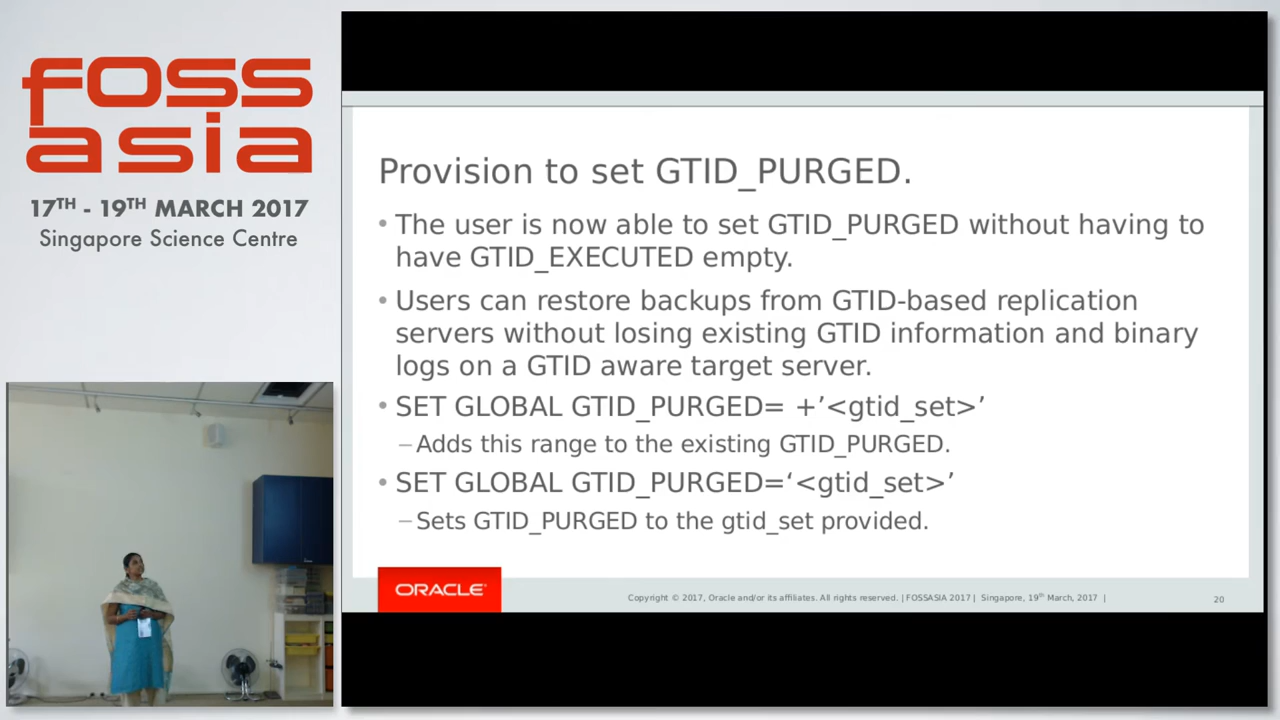 foss
asia
17TH - 19TH MARCH 2017
Singapore Science Centre
Provision to set GTID_PURGED.
• The user is now able to set GTID_PURGED without having to
have GTID_EXECUTED empty.
• Users can restore backups from GTID-based replication
servers without losing existing GTID information and binary
logs on a GTID aware target server.
• SET GLOBAL GTID_PURGED= +’<gtid_set>’
–Adds this range to the existing GTID_PURGED.
• SET GLOBAL GTID_PURGED=‘<gtid_set>’
–Sets GTID_PURGED to the gtid_set provided.
ORACLE®
Copyright © 2017, Oracle and/or its affiliates. All rights reserved. | FOSSASIA 2017 | Singapore, 19th March, 2017 |
20